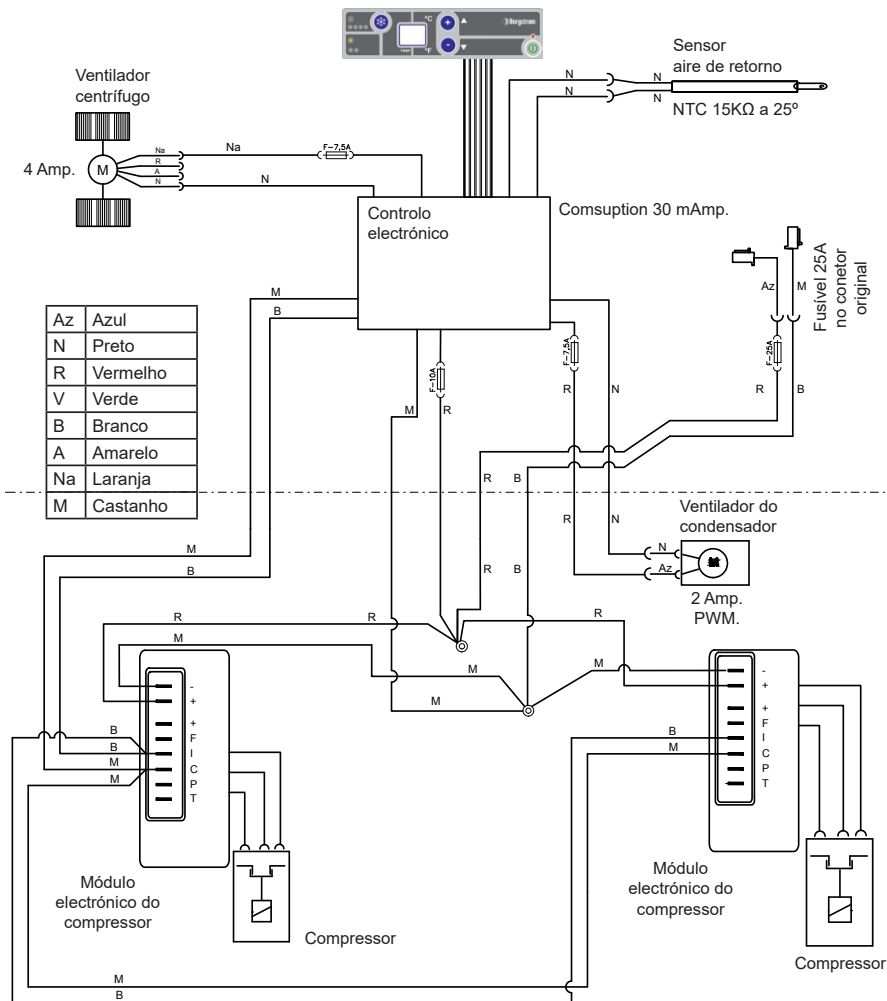 °C
Bergstrom
TEMP
°F
Ventilador
centrífugo
4 Amp.
M
Na
R
A
N
Na
N
F-7,5A
Sensor
aire de retorno
N
N
N
N
NTC 15KΩ a 25º
Controlo
electrónico
Comsuption 30 mAmp.
Az
M
Fusível 25A
no conetor
original
M
B
F-10A
F-7,5A
F-25A
R
B
R
N
M
R
Az Azul
N Preto
R Vermelho
V Verde
B Branco
A Amarelo
Na Laranja
M Castanho
R
B
R
N
Ventilador do
condensador
N
Az
2 Amp.
PWM.
M
B
R
B
R
R
R
M
M
M
M
-
+
+
F
I
C
P
T
B
B
M
M
-
+
+
F
I
C
P
T
B
M
Módulo
electrónico do
compressor
Compressor
Módulo
electrónico do
compressor
Compressor
M
B